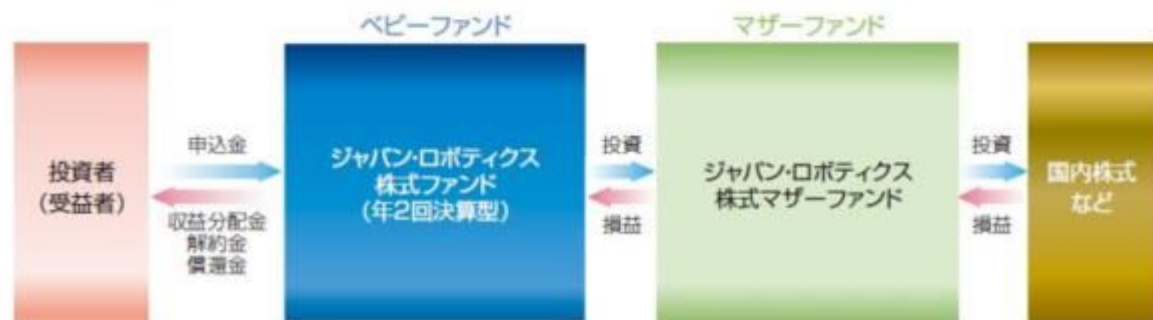 ベビーファンド
マザーファンド
投資者
(受益者)
申込金
収益分配金
解約金
償還金
ジャパン・ロボティクス
株式ファンド
(年2回決算型)
投資
損益
ジャパン・ロボティクス
株式マザーファンド
投資
損益
国内株式
など